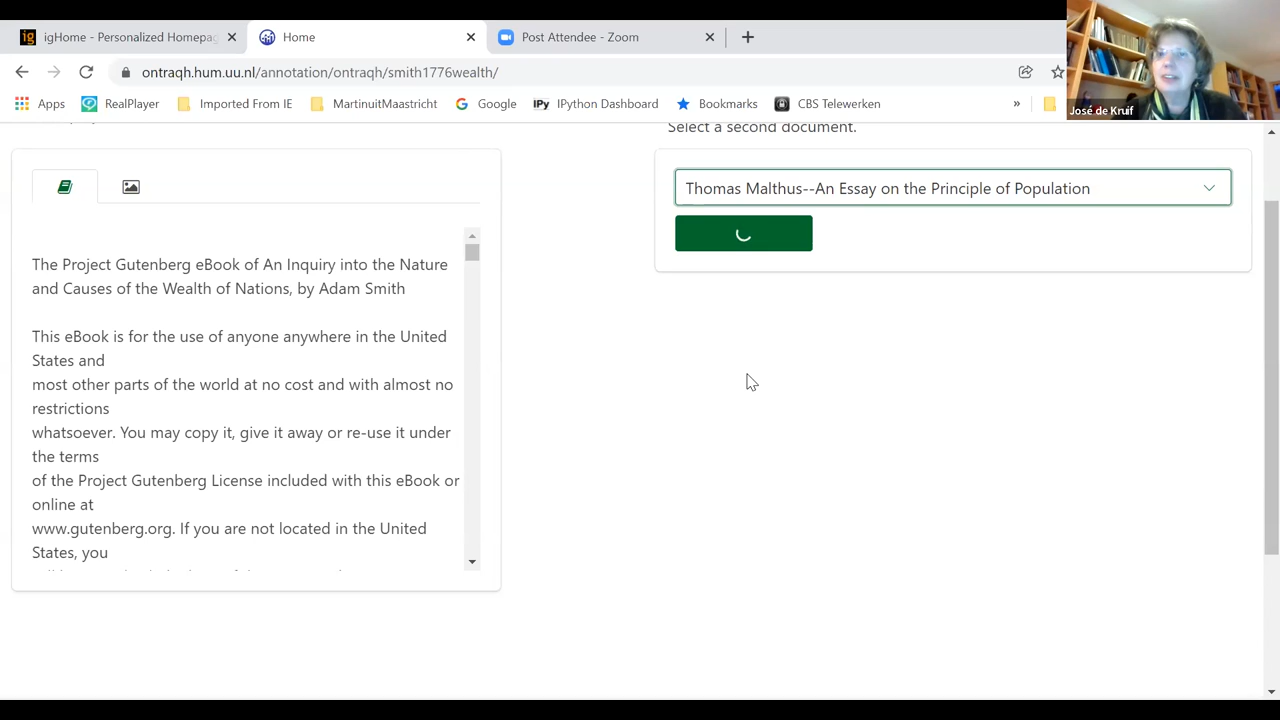 igHome - Personalized Homepag
Home
Post Attendee - Zoom
ontraqh.hum.uu.nl/annotation/ontraqh/smith1776wealth/
Apps
RealPlayer
Imported From IE
MartinuitMaastricht
Google
IPy
IPython Dashboard
Bookmarks
CBS Telewerken
»
José de Kruif
Select a second document.
Thomas Malthus--An Essay on the Principle of Population
The Project Gutenberg eBook of An Inquiry into the Nature
and Causes of the Wealth of Nations, by Adam Smith
This eBook is for the use of anyone anywhere in the United
States and
most other parts of the world at no cost and with almost no
restrictions
whatsoever. You may copy it, give it away or re-use it under
the terms
of the Project Gutenberg License included with this eBook or
online at
www.gutenberg.org. If you are not located in the United
States, you